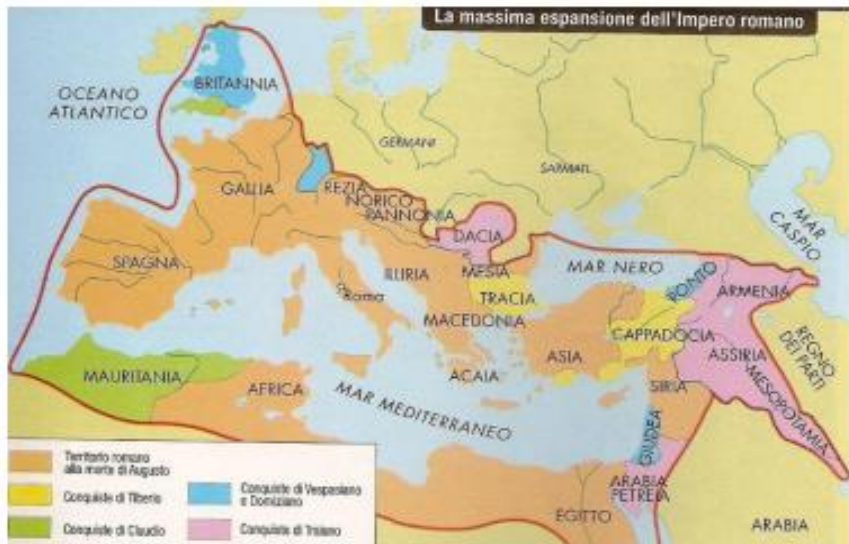 La massima espansione dell'Impero romano
OCEANO
ATLANTICO
BRITANNIA
GERMANI
SARMATI
GALLIA
REZIA
NORICO
PANNONIA
DACIA
MAR
CASPIO
SPAGNA
ILLIRIA
MESIA
MAR NERO
PONTO
ARMENIA
Roma
TRACIA
MACEDONIA
CAPPADOCIA
ASSIRIA
REGNO
DEI PARTI
MESOPOTAMIA
ASIA
MAURITANIA
AFRICA
ACAIA
SIRIA
MAR MEDITERRANEO
GIUDEA
ARABIA
PETREIA
EGITTO
ARABIA
Territorio romano
alla morte di Augusto
Conquiste di Tiberio
Conquiste di Claudio
Conquiste di Vespasiano
e Domiziano
Conquiste di Traiano